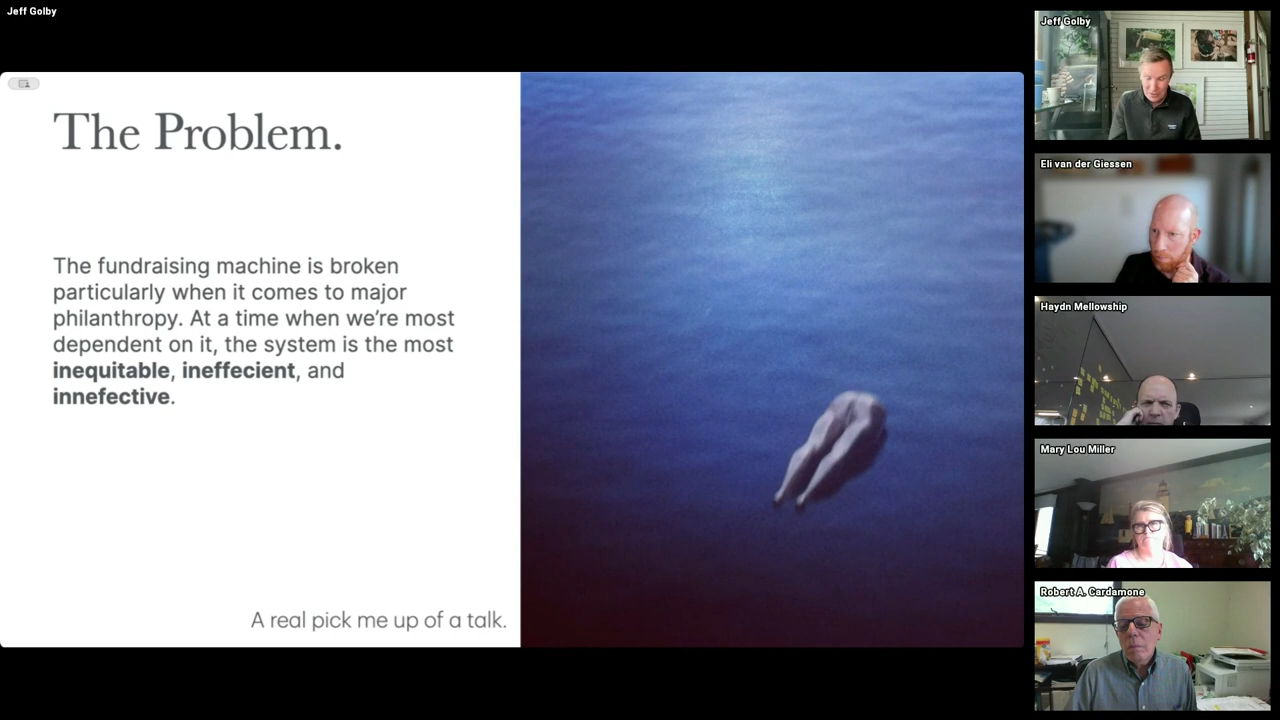 Jeff Golby
The Problem.
The fundraising machine is broken
particularly when it comes to major
philanthropy. At a time when we’re most
dependent on it, the system is the most
inequitable, ineffecient, and
innefective.
A real pick me up of a talk.
Jeff Golby
Eli van der Giessen
Haydn Mellowship
Mary Lou Miller
Robert A. Cardamone